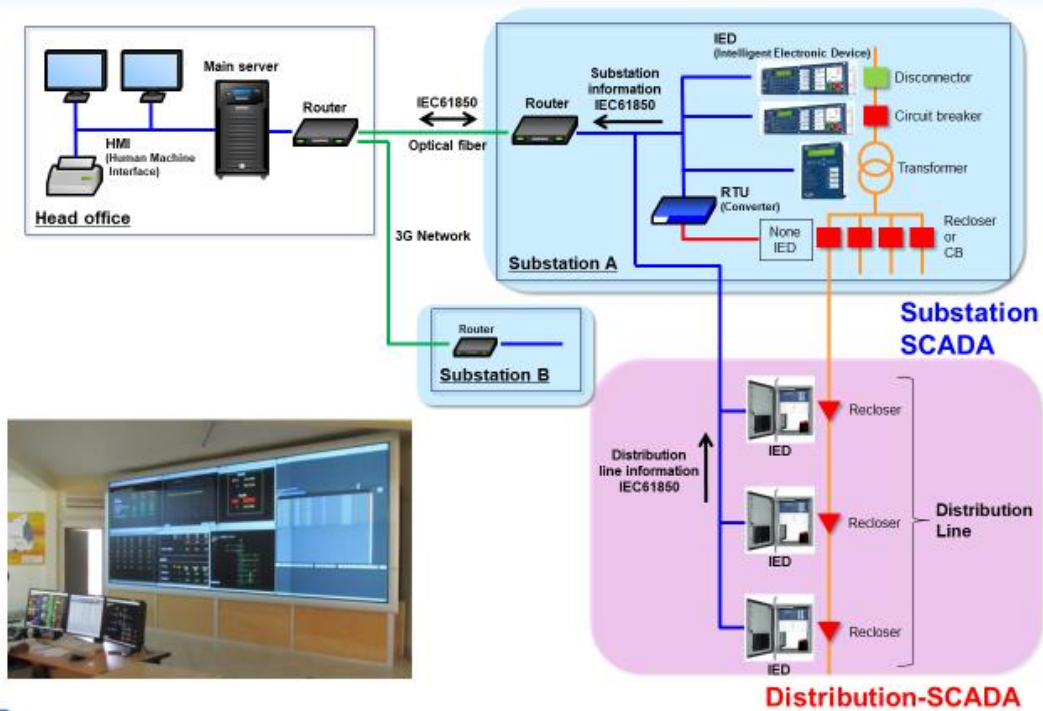 IED
(Intelligent Electronic Device)
Main server
Router
HMI
(Human Machine
Interface)
Head office
IEC61850
Optical fiber
3G Network
Router
Substation
information
IEC61850
Disconnector
Circuit breaker
Transformer
RTU
(Converter)
None
IED
Recloser
or
CB
Substation A
Router
Substation B
Substation
SCADA
Recloser
IED
Distribution
line information
IEC61850
Recloser
IED
Distribution
Line
Recloser
IED
Distribution-SCADA